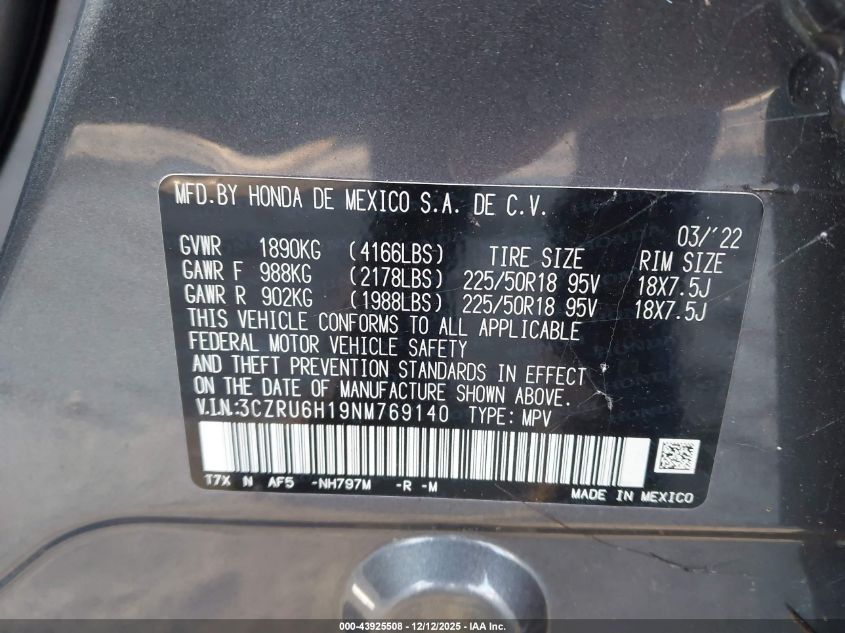 MFD.BY HONDA DE MEXICO S.A. DE C.V.
03/'22
GVWR 1890KG (4166LBS) TIRE SIZE RIM SIZE
GAWR F 988KG (2178LBS) 225/50R18 95V 18X7.5J
GAWR R 902KG (1988LBS) 225/50R18 95V 18X7.5J
THIS VEHICLE CONFORMS TO ALL APPLICABLE
FEDERAL MOTOR VEHICLE SAFETY
AND THEFT PREVENTION STANDARDS IN EFFECT
ON THE DATE OF MANUFACTURE SHOWN ABOVE.
V.I.N:3CZRU6H19NM769140 TYPE: MPV
T7X N AF5 -NH797M -R -M
MADE IN MEXICO
000-43925508 - 12/12/2025 - IAA Inc.